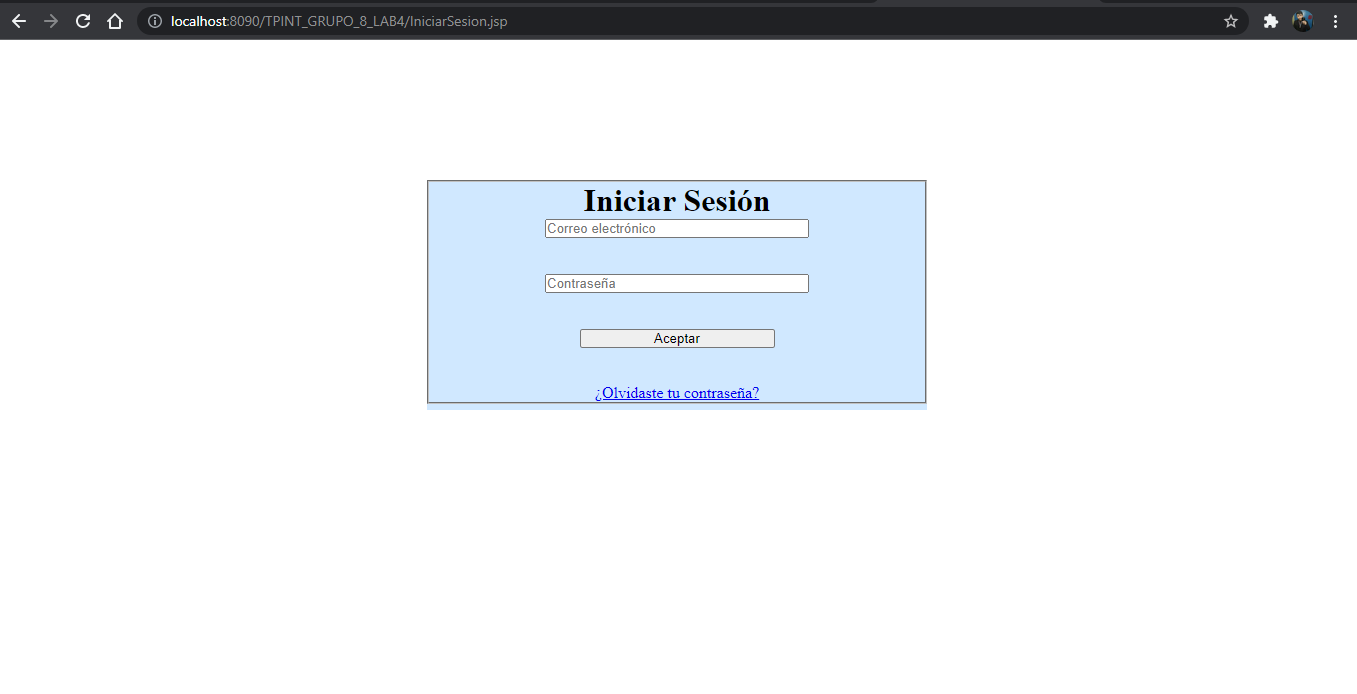 localhost:8090/TPINT_GRUPO_8_LAB4/IniciarSesion.jsp
Iniciar Sesión
Correo electrónico
Contraseña
Aceptar
¿Olvidaste tu contraseña?